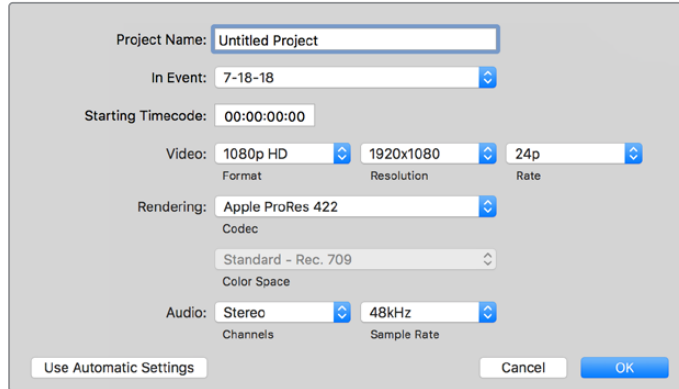 Project Name: Untitled Project
In Event: 7-18-18
Starting Timecode: 00:00:00:00
Video: 1080p HD 1920x1080 24p
Format Resolution Rate
Rendering: Apple ProRes 422
Codec
Standard - Rec. 709
Color Space
Audio: Stereo 48kHz
Channels Sample Rate
Use Automatic Settings Cancel OK